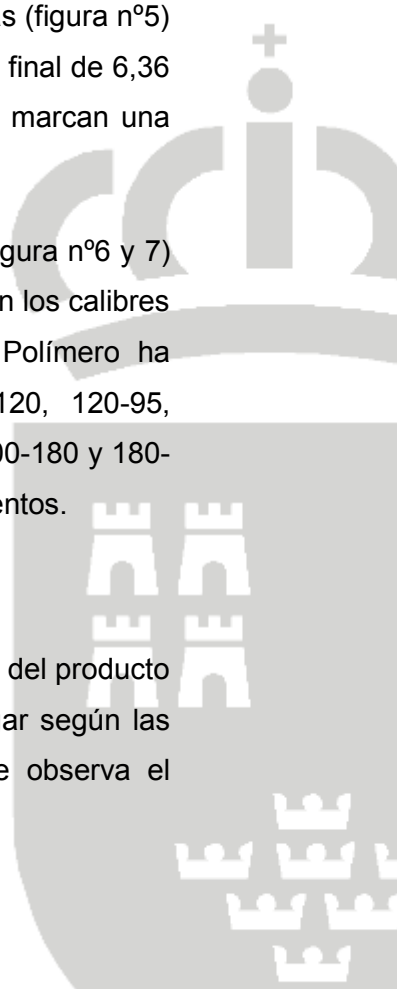 s (figura nº5)
final de 6,36
marcan una
gura nº6 y 7)
n los calibres
Polímero ha
120, 120-95,
00-180 y 180-
entos.
del producto
ar según las
e observa el